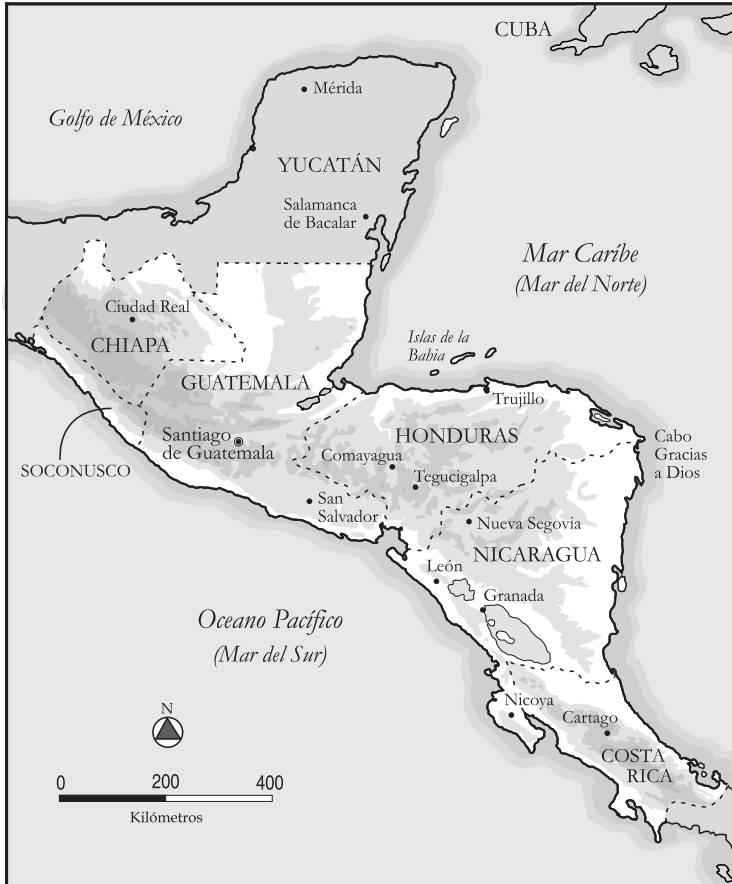 CUBA
Mérida
Golfo de México
YUCATÁN
Salamanca
de Bacalar
Mar Caríbe
(Mar del Norte)
Ciudad Real
Islas de la
Bahia
CHIAPA
GUATEMALA
Trujillo
Santiago
de Guatemala
HONDURAS
Cabo
Gracias
a Dios
Comayagua
SOCONUSCO
Tegucigalpa
San
Salvador
Nueva Segovia
NICARAGUA
León
Granada
Oceano Pacífico
(Mar del Sur)
Nicoya
N
Cartago
COSTA
RICA
0 200 400
Kilómetros